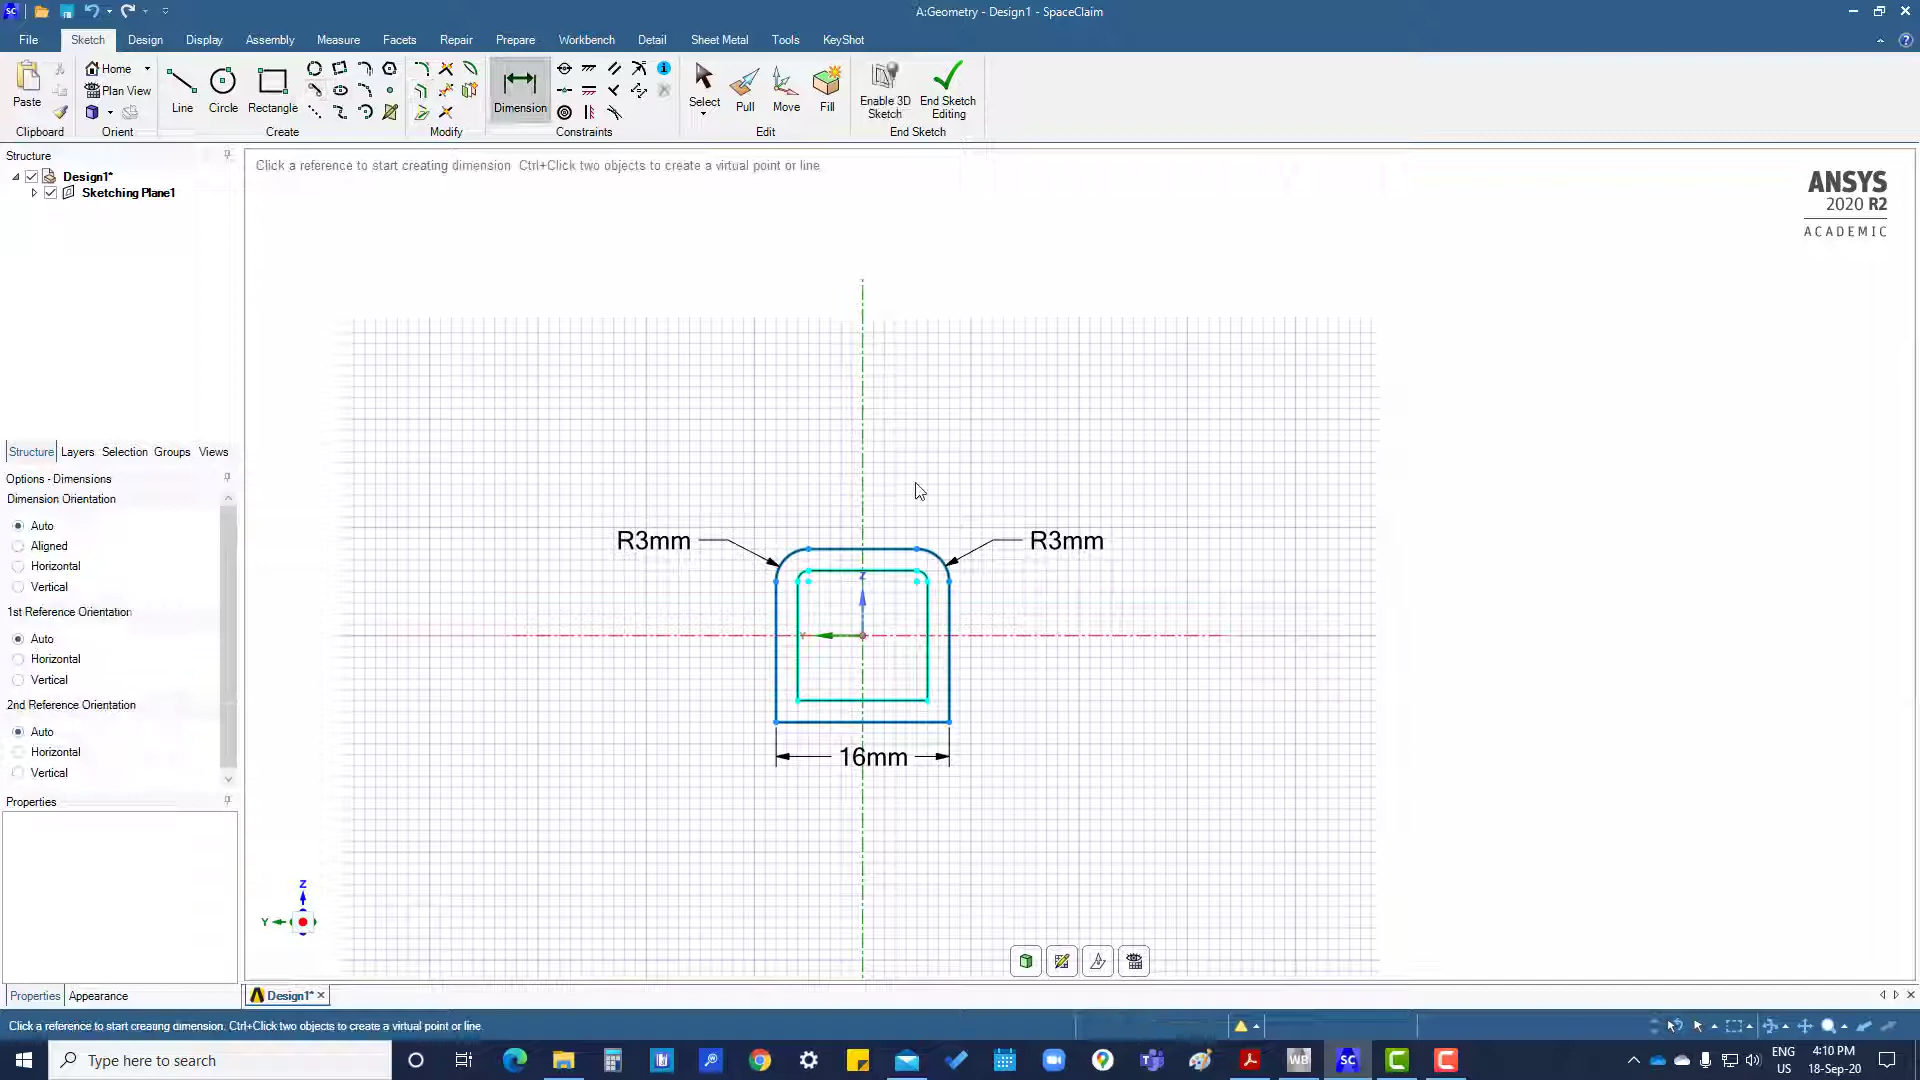 A:Geometry - Design1 - SpaceClaim
File Sketch Design Display Assembly Measure Facets Repair Prepare Workbench Detail Sheet Metal Tools KeyShot
Paste
Home
Plan View
Line Circle Rectangle
Dimension
Select Pull Move Fill
Enable 3D Sketch
End Sketch Editing
Clipboard Orient Create Modify Constraints Edit End Sketch
Structure
Design1*
Sketching Plane1
Click a reference to start creating dimension Ctrl+Click two objects to create a virtual point or line
ANSYS
2020 R2
ACADEMIC
Structure Layers Selection Groups Views
Options - Dimensions
Dimension Orientation
Auto
Aligned
Horizontal
Vertical
1st Reference Orientation
Auto
Horizontal
Vertical
2nd Reference Orientation
Auto
Horizontal
Vertical
Properties
R3mm
R3mm
Z
Y
16mm
Z
Y
Properties Appearance
Design1*
Click a reference to start creating dimension. Ctrl+Click two objects to create a virtual point or line.
Type here to search
WB
SC
ENG
US
4:10 PM
18-Sep-20